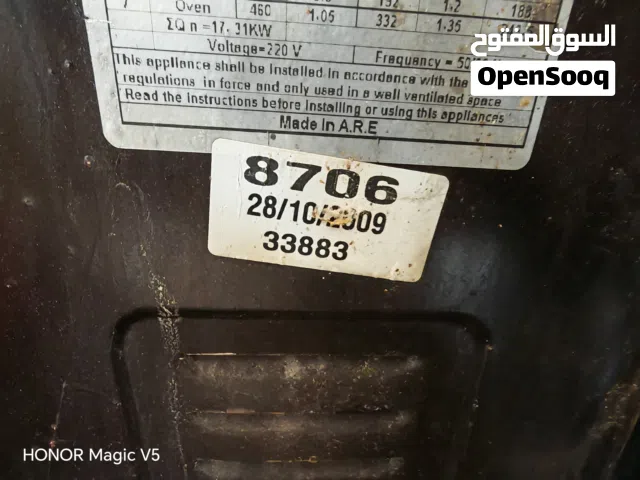 السوق المفتوح
OpenSooq
7 Oven 460 1.05 332 1.35 188
ΣQ n =17.31KW
Voltage=220 V Frequency = 50
This appliance shall be installed in accordance with the
regulations in force and only used in a well ventilated space
Read the instructions before installing or using this appliances
Made in A.R.E
8706
28/10/2009
33883
HONOR Magic V5